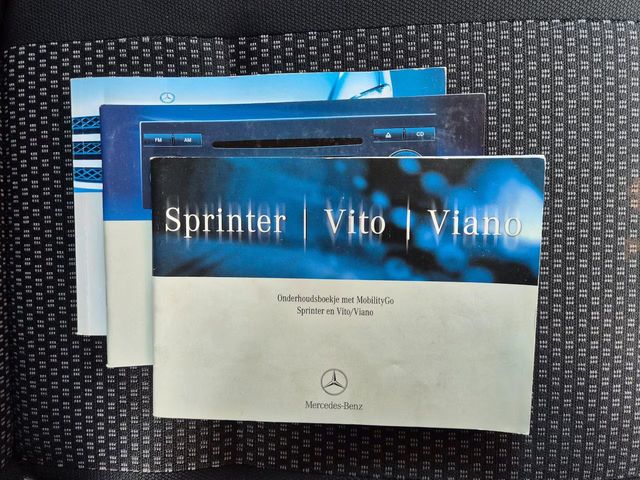 FM AM CD
Sprinter | Vito | Viano
Onderhoudsboekje met MobilityGo
Sprinter en Vito/Viano
Mercedes-Benz